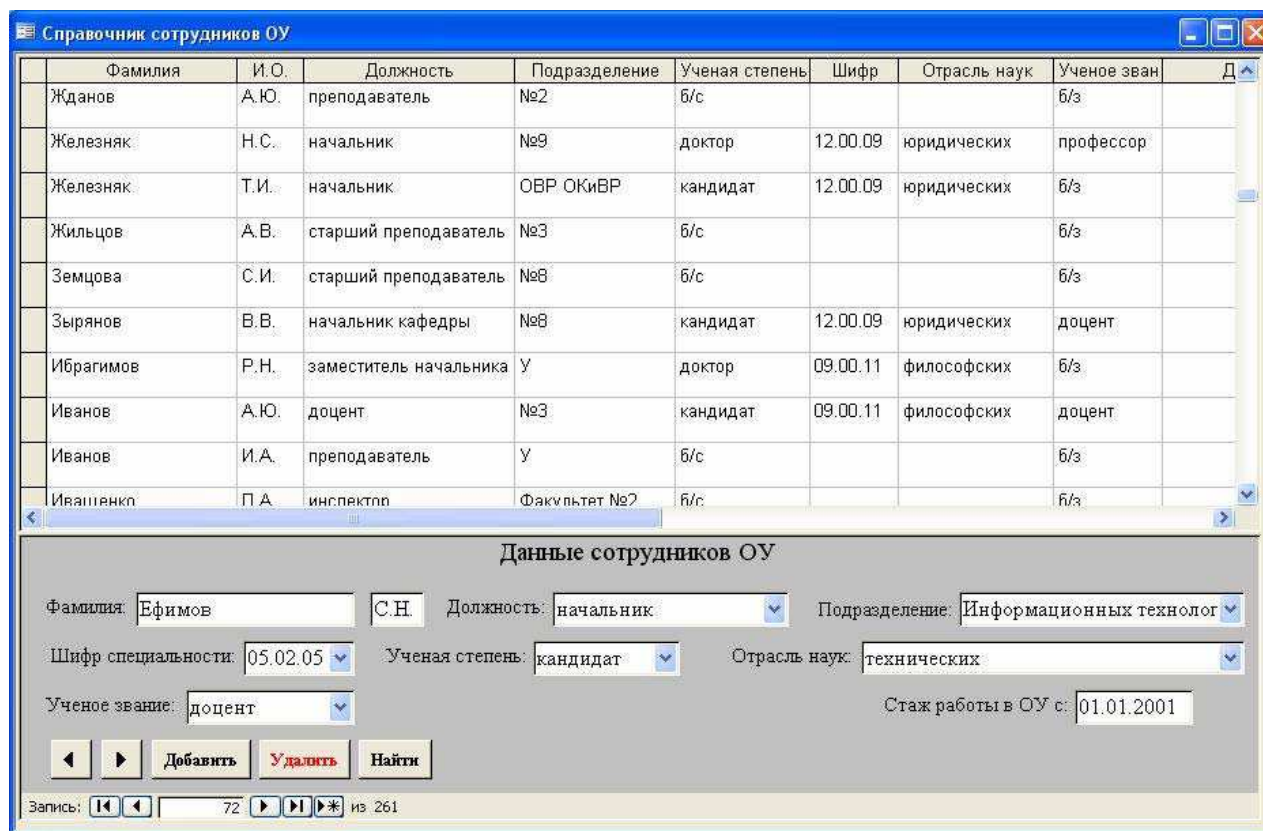 Справочник сотрудников ОУ
Фамилия И.О. Должность Подразделение Ученая степень Шифр Отрасль наук Ученое зван Д
Жданов А.Ю. преподаватель №2 б/с б/з
Железняк Н.С. начальник №9 доктор 12.00.09 юридических профессор
Железняк Т.И. начальник ОВР ОКиВР кандидат 12.00.09 юридических б/з
Жильцов А.В. старший преподаватель №3 б/с б/з
Земцова С.И. старший преподаватель №8 б/с б/з
Зырянов В.В. начальник кафедры №8 кандидат 12.00.09 юридических доцент
Ибрагимов Р.Н. заместитель начальника У доктор 09.00.11 философских б/з
Иванов А.Ю. доцент №3 кандидат 09.00.11 философских доцент
Иванов И.А. преподаватель У б/с б/з
Иващенко П.А. инспектор Факультет №2 б/с б/з
Данные сотрудников ОУ
Фамилия: Ефимов С.Н. Должность: начальник Подразделение: Информационных технолог
Шифр специальности: 05.02.05 Ученая степень: кандидат Отрасль наук: технических
Ученое звание: доцент Стаж работы в ОУ с: 01.01.2001
Добавить Удалить Найти
Запись: 72 из 261